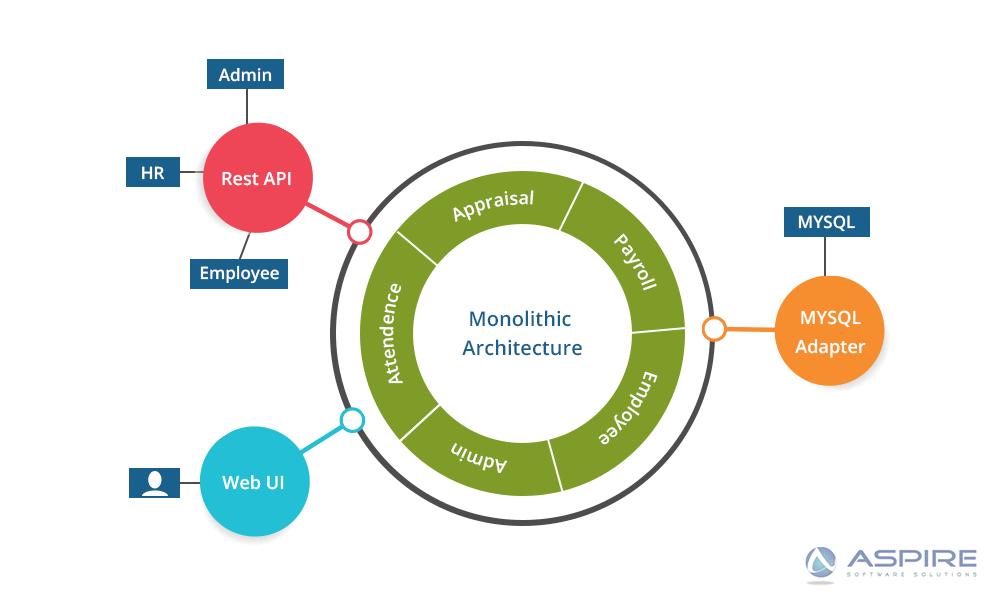 Admin
HR
Rest API
Employee
Appraisal
Payroll
Attendence
Employee
Admin
Monolithic
Architecture
MYSQL
MYSQL
Adapter
Web UI
ASPIRE
SOFTWARE SOLUTIONS